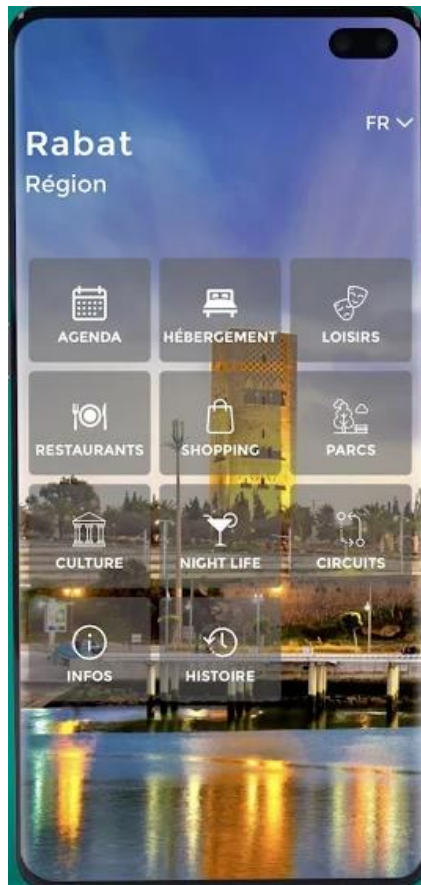 FR
Rabat
Région
AGENDA
HÉBERGEMENT
LOISIRS
RESTAURANTS
SHOPPING
PARCS
CULTURE
NIGHT LIFE
CIRCUITS
INFOS
HISTOIRE